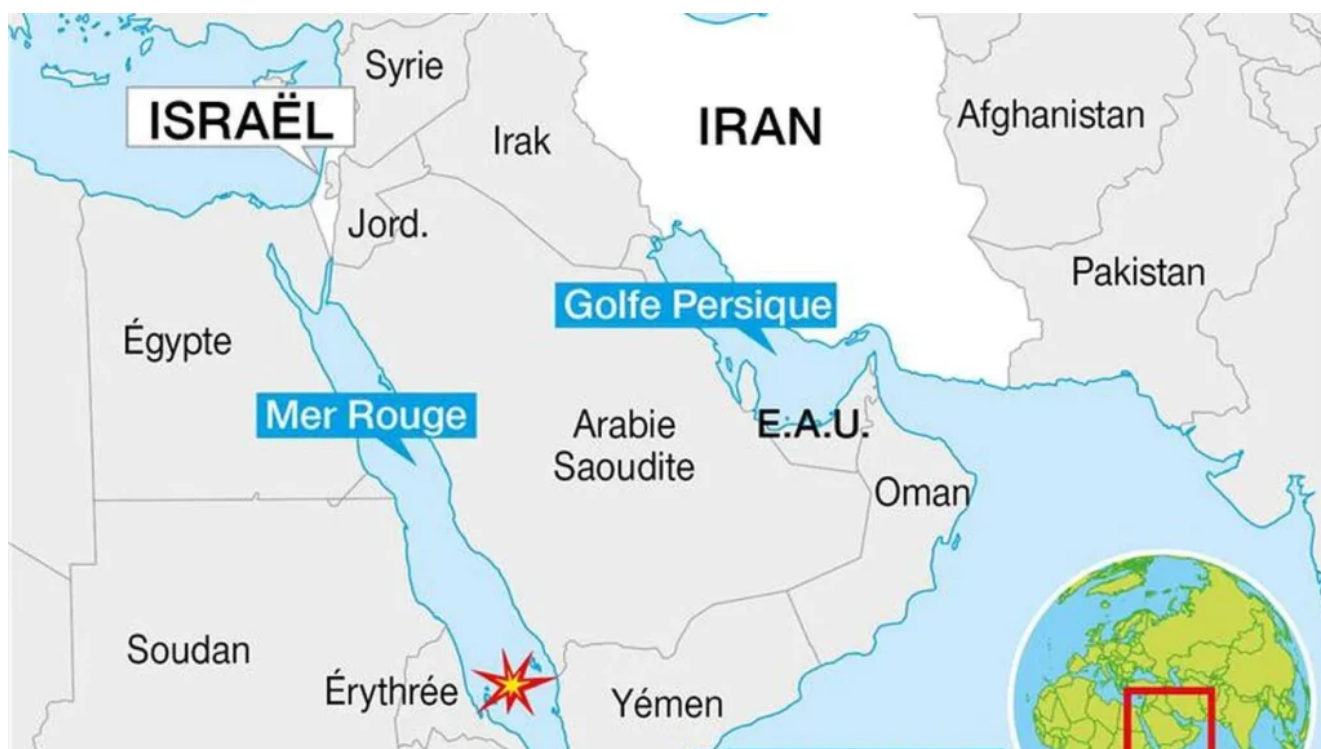 Syrie
ISRAËL
Irak
IRAN
Afghanistan
Jord.
Pakistan
Golfe Persique
Égypte
Mer Rouge
Arabie
Saoudite
E.A.U.
Oman
Soudan
Érythrée
Yémen